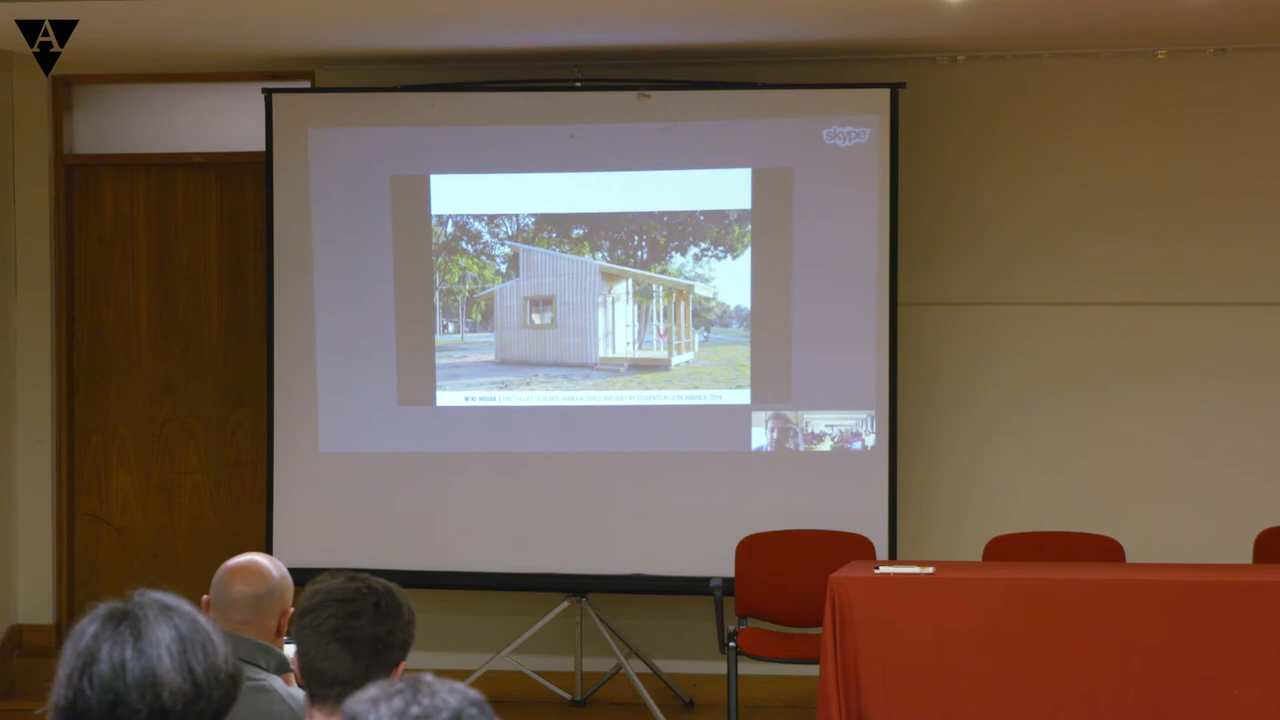 A
skype
WIKI-HOUSE | FIRST HOUSE DESIGNED, MANUFACTURED AND BUILT BY STUDENTS IN LATIN AMERICA, 2014